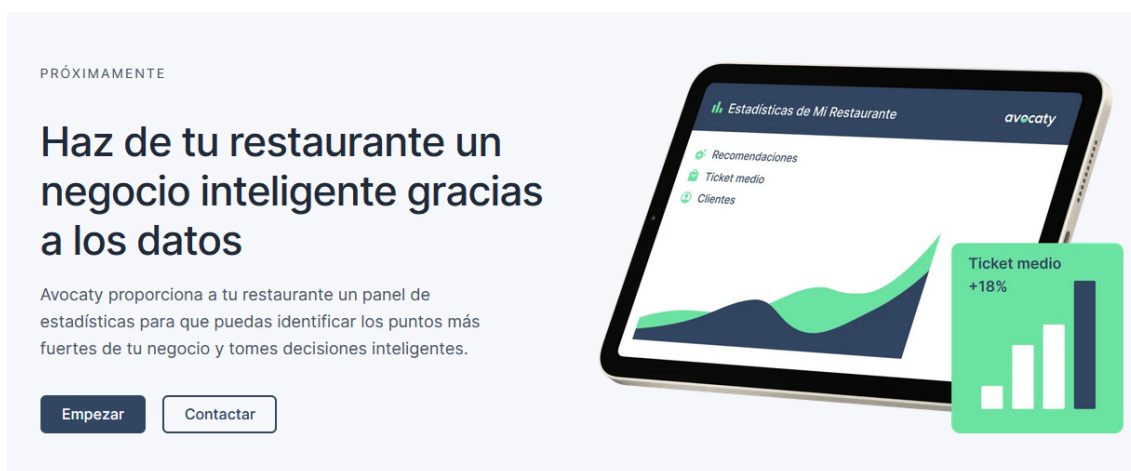 PRÓXIMAMENTE
Haz de tu restaurante un
negocio inteligente gracias
a los datos
Avocaty proporciona a tu restaurante un panel de
estadísticas para que puedas identificar los puntos más
fuertes de tu negocio y tomes decisiones inteligentes.
Empezar
Contactar
Estadísticas de Mi Restaurante
avocaty
Recomendaciones
Ticket medio
Clientes
Ticket medio
+18%